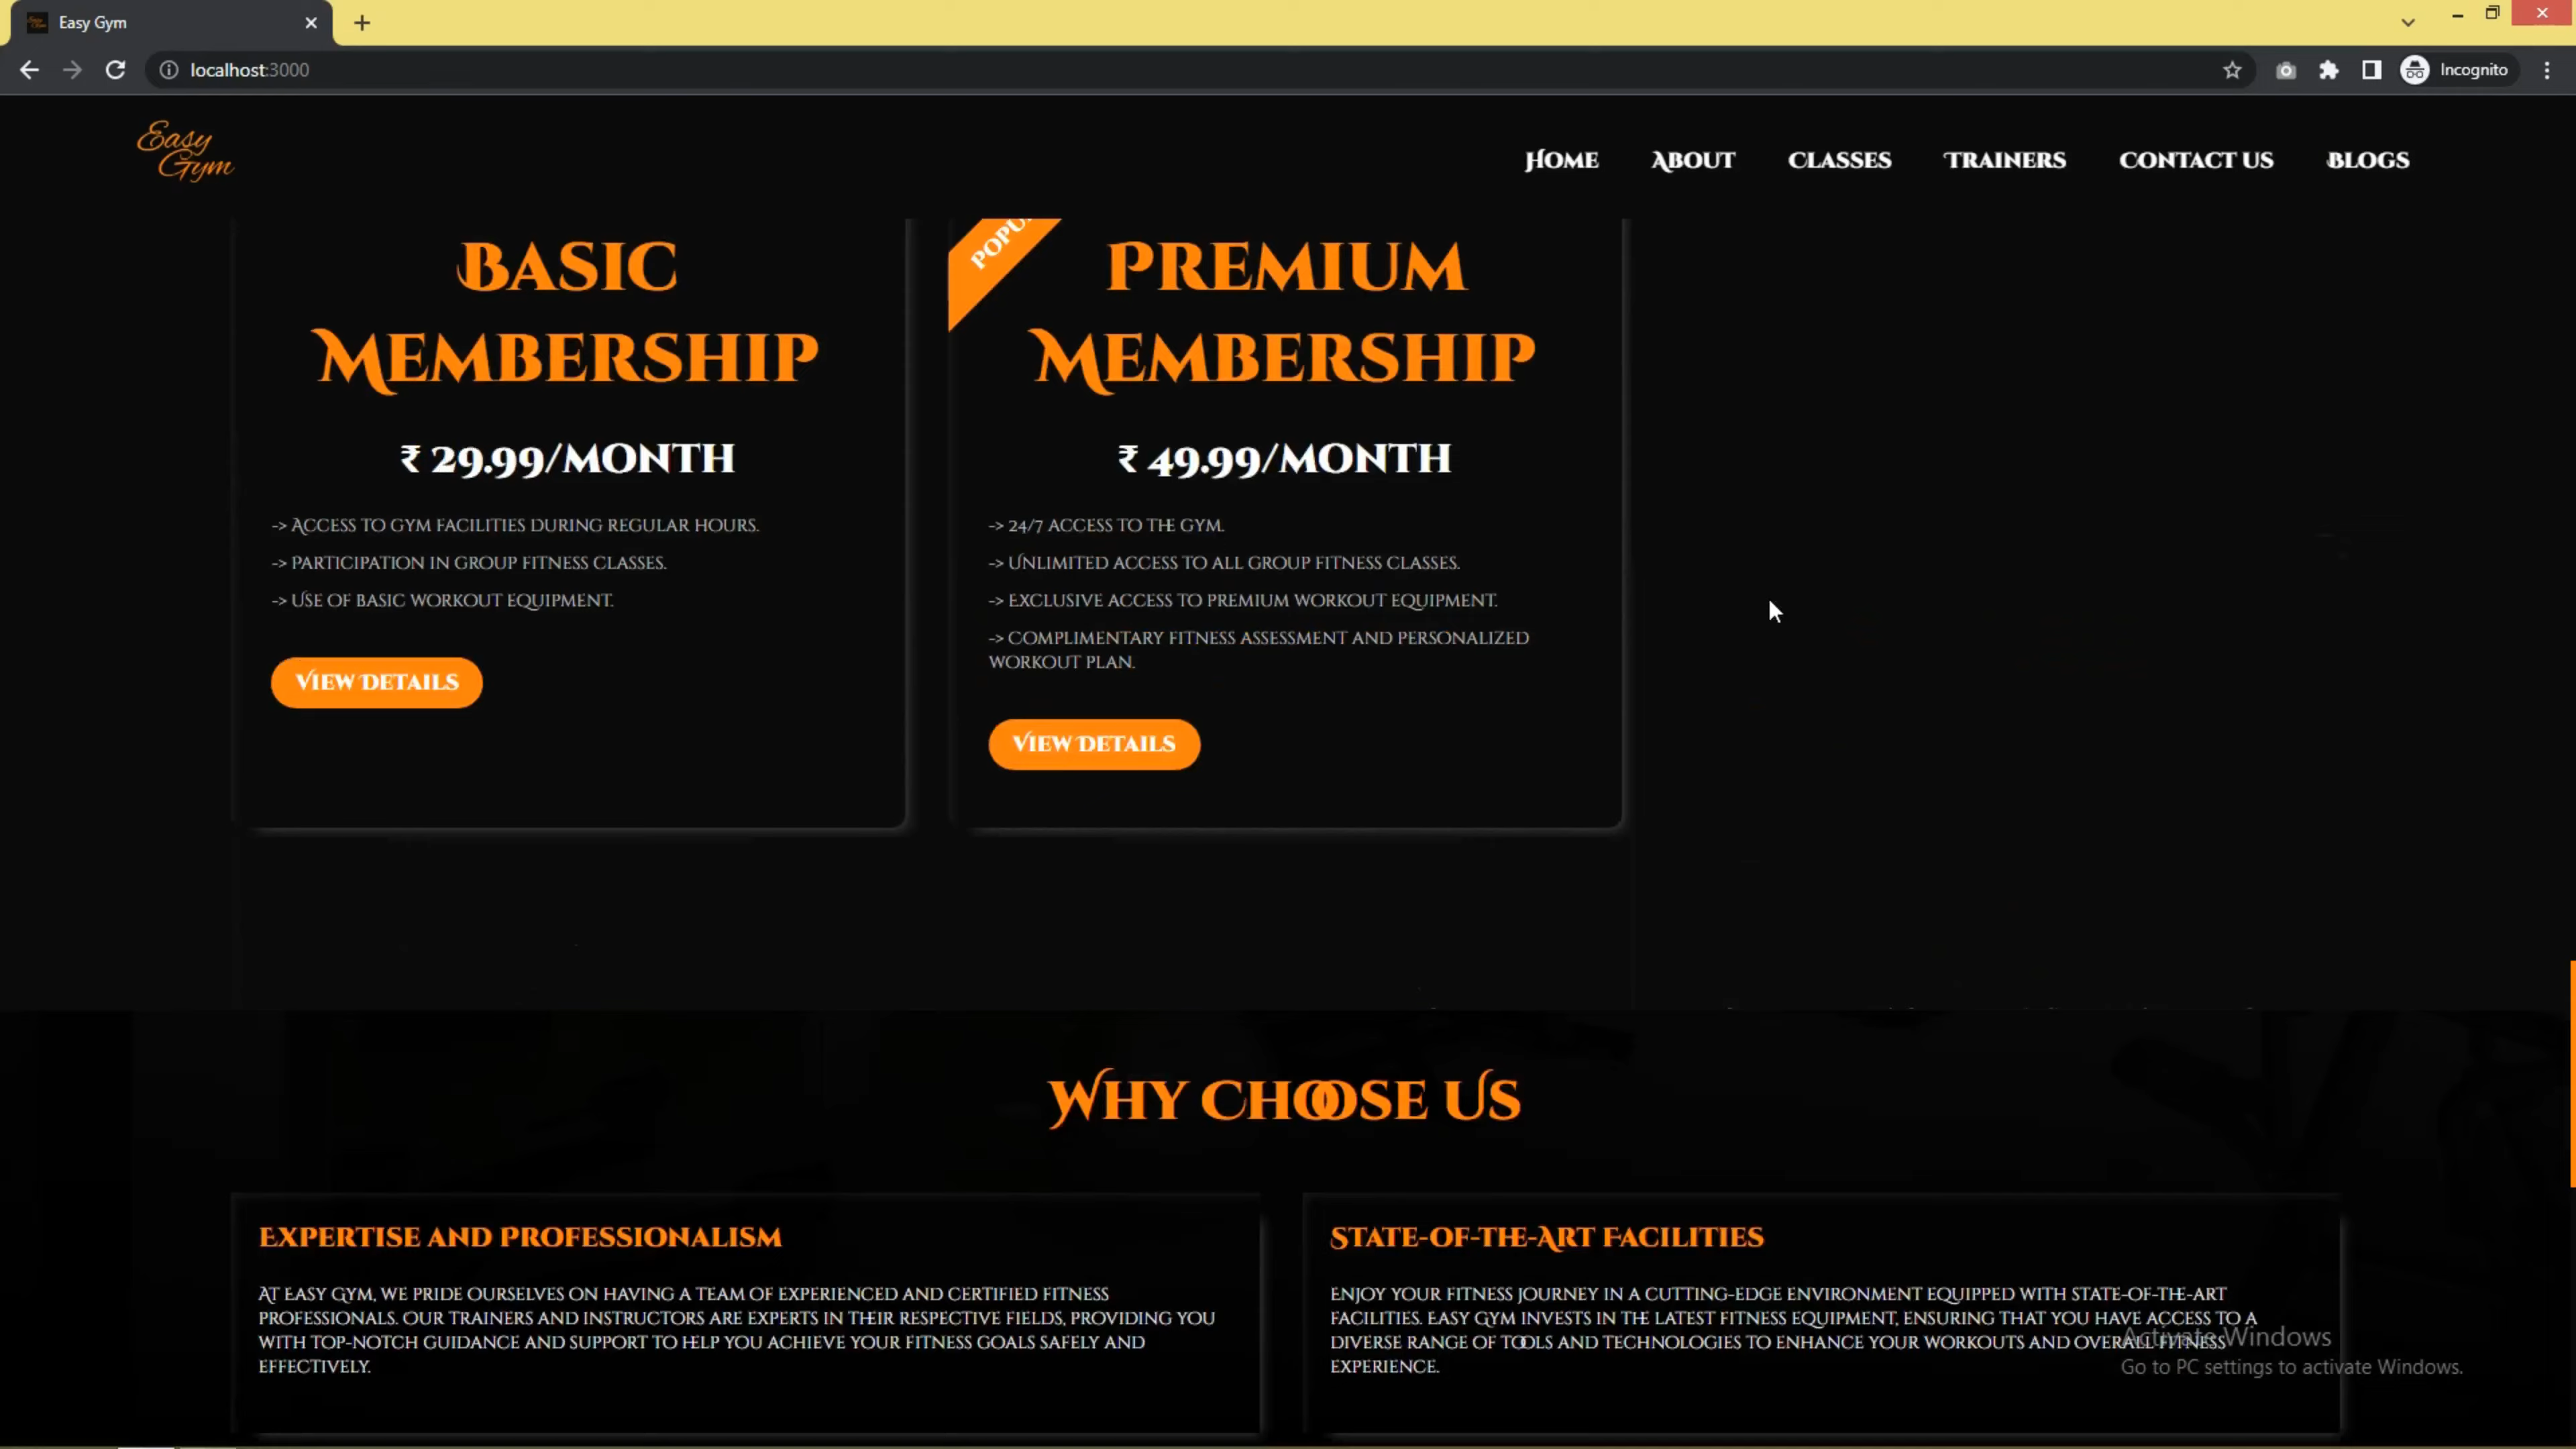 Easy Gym
localhost:3000
Incognito
Easy
Gym
Home About Classes Trainers Contact Us Blogs
Basic
Membership
₹ 29.99/month
-> Access to gym facilities during regular hours.
-> Participation in group fitness classes.
-> Use of basic workout equipment.
View Details
Premium
Membership
₹ 49.99/month
-> 24/7 access to the gym.
-> Unlimited access to all group fitness classes.
-> Exclusive access to premium workout equipment.
-> Complimentary fitness assessment and personalized
workout plan.
View Details
Why Choose Us
Expertise and Professionalism
At Easy Gym, we pride ourselves on having a team of experienced and certified fitness
professionals. Our trainers and instructors are experts in their respective fields, providing you
with top-notch guidance and support to help you achieve your fitness goals safely and
effectively.
State-of-the-Art Facilities
Enjoy your fitness journey in a cutting-edge environment equipped with state-of-the-art
facilities. Easy Gym invests in the latest fitness equipment, ensuring that you have access to a
diverse range of tools and technologies to enhance your workouts and overall fitness
experience.
Activate Windows
Go to PC settings to activate Windows.